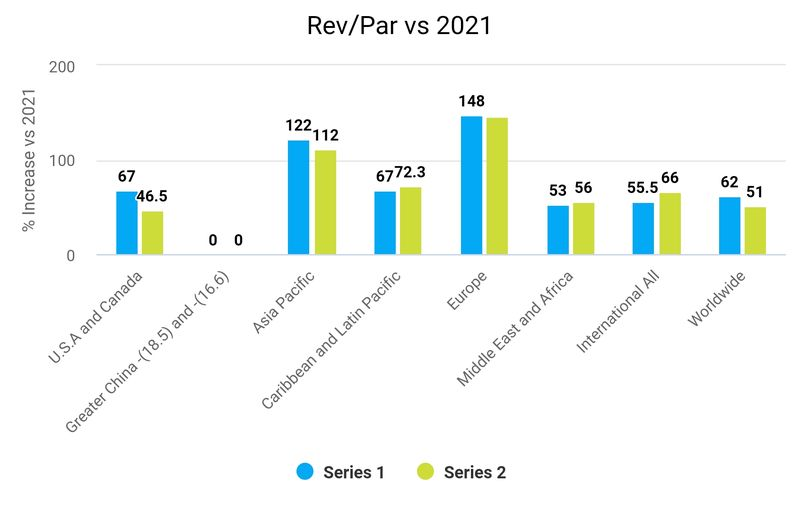 Rev/Par vs 2021
% Increase vs 2021
200
100
0
67
46.5
0
0
122
112
67
72.3
148
53
56
55.5
66
62
51
U.S.A and Canada
Greater China -(18.5) and -(16.6)
Asia Pacific
Caribbean and Latin Pacific
Europe
Middle East and Africa
International All
Worldwide
Series 1
Series 2